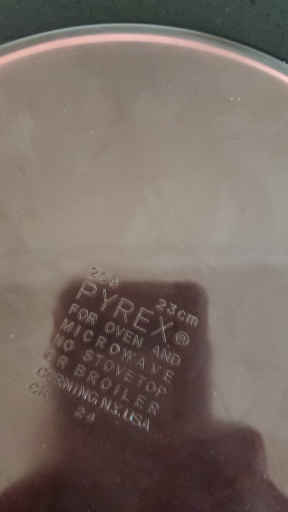 PYREX® 23cm
FOR OVEN AND
MICROWAVE
NO STOVETOP
OR BROILER
CORNING, N.Y. USA
24